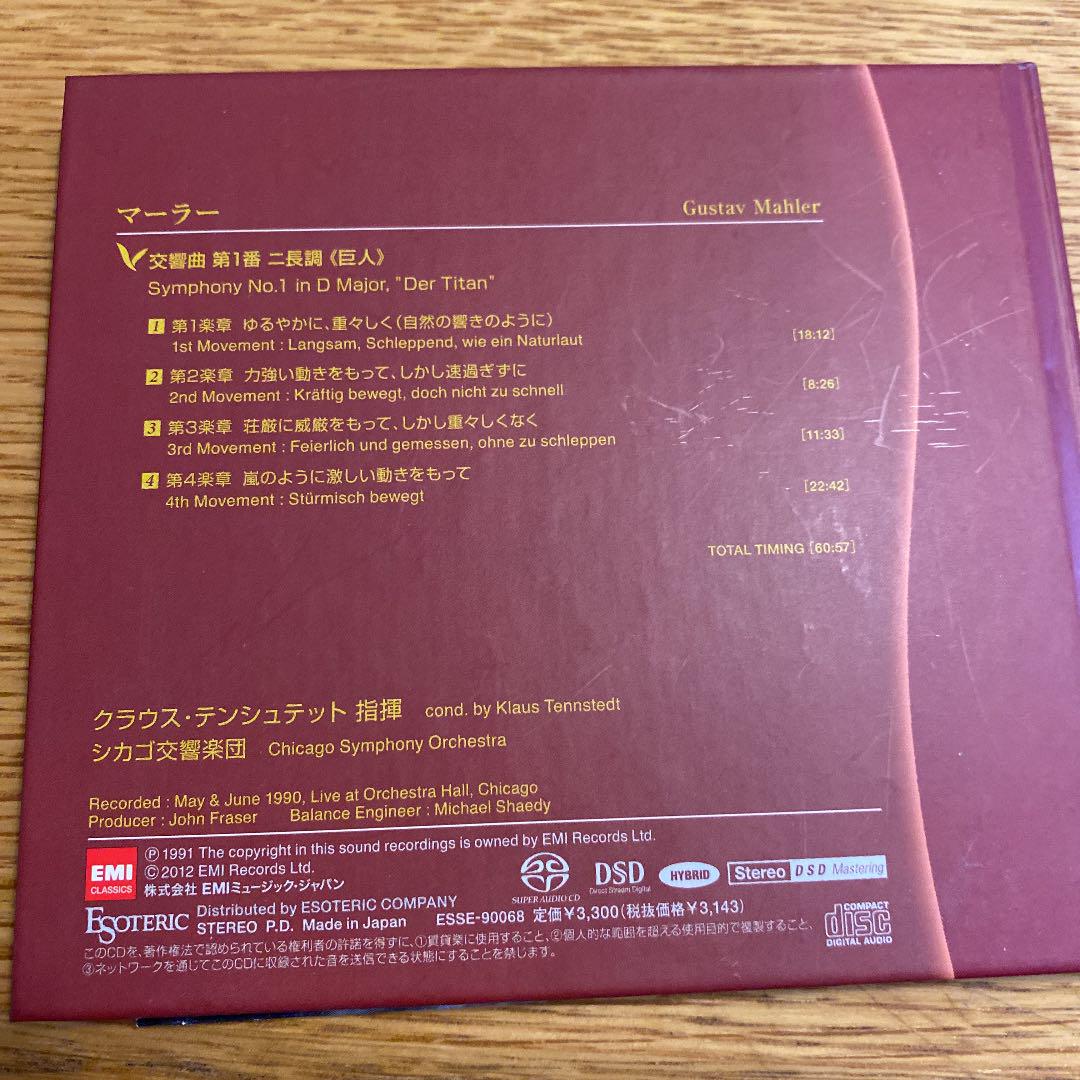 マーラー Gustav Mahler
交響曲 第1番 ニ長調《巨人》
Symphony No.1 in D Major, "Der Titan"
1 第1楽章 ゆるやかに、重々しく(自然の響きのように)
1st Movement : Langsam, Schleppend, wie ein Naturlaut [18:12]
2 第2楽章 力強い動きをもって、しかし速過ぎずに
2nd Movement : Kräftig bewegt, doch nicht zu schnell [8:26]
3 第3楽章 荘厳に威厳をもって、しかし重々しくなく
3rd Movement : Feierlich und gemessen, ohne zu schleppen [11:33]
4 第4楽章 嵐のように激しい動きをもって
4th Movement : Stürmisch bewegt [22:42]
TOTAL TIMING [60:57]
クラウス・テンシュテット 指揮 cond. by Klaus Tennstedt
シカゴ交響楽団 Chicago Symphony Orchestra
Recorded : May & June 1990, Live at Orchestra Hall, Chicago
Producer : John Fraser Balance Engineer : Michael Shaedy
EMI CLASSICS
Ⓟ 1991 The copyright in this sound recordings is owned by EMI Records Ltd.
Ⓒ 2012 EMI Records Ltd.
株式会社 EMIミュージック・ジャパン
SUPER AUDIO CD
DSD Direct Stream Digital
HYBRID
Stereo DSD Mastering
ESOTERIC
Distributed by ESOTERIC COMPANY
STEREO P.D. Made in Japan ESSE-90068 定価¥3,300(税抜価格¥3,143)
COMPACT disc DIGITAL AUDIO
このCDを、著作権法で認められている権利者の許諾を得ずに、①賃貸業に使用すること、②個人的な範囲を超える使用目的で複製すること、
③ネットワークを通じてこのCDに収録された音を送信できる状態にすることを禁じます。